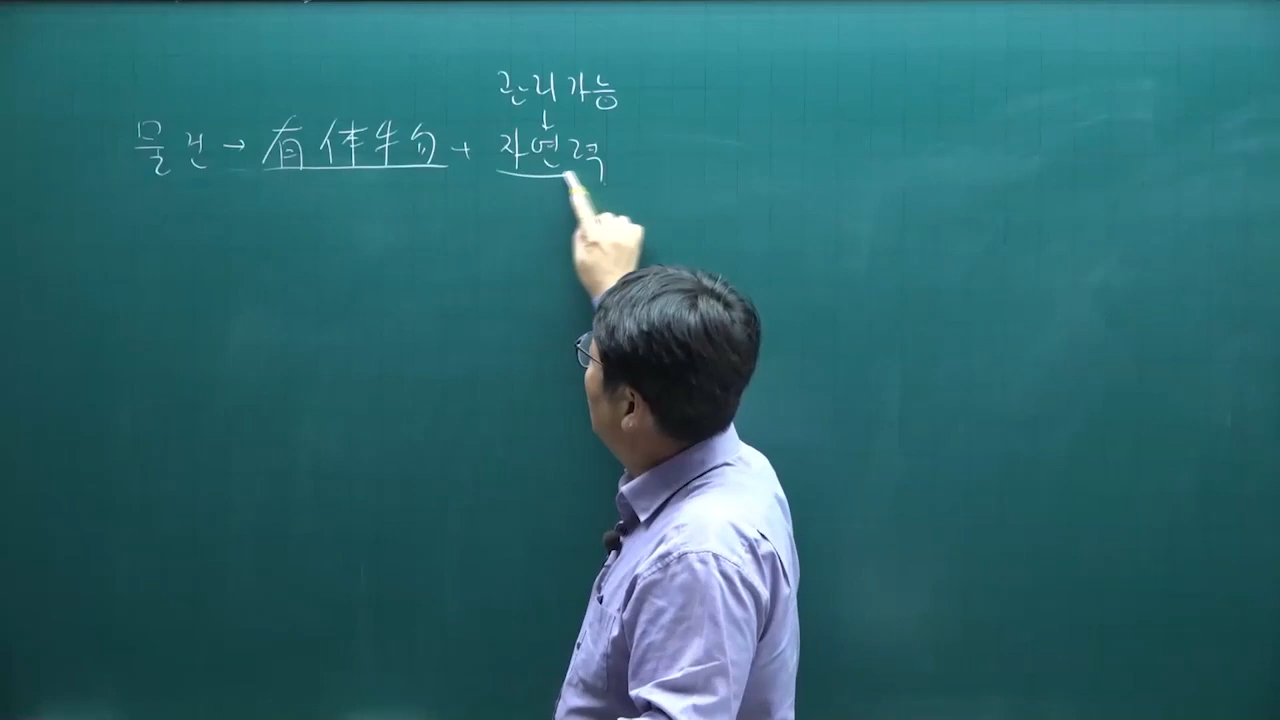 관리가능
↓
물건 → 有体物 + 자연력